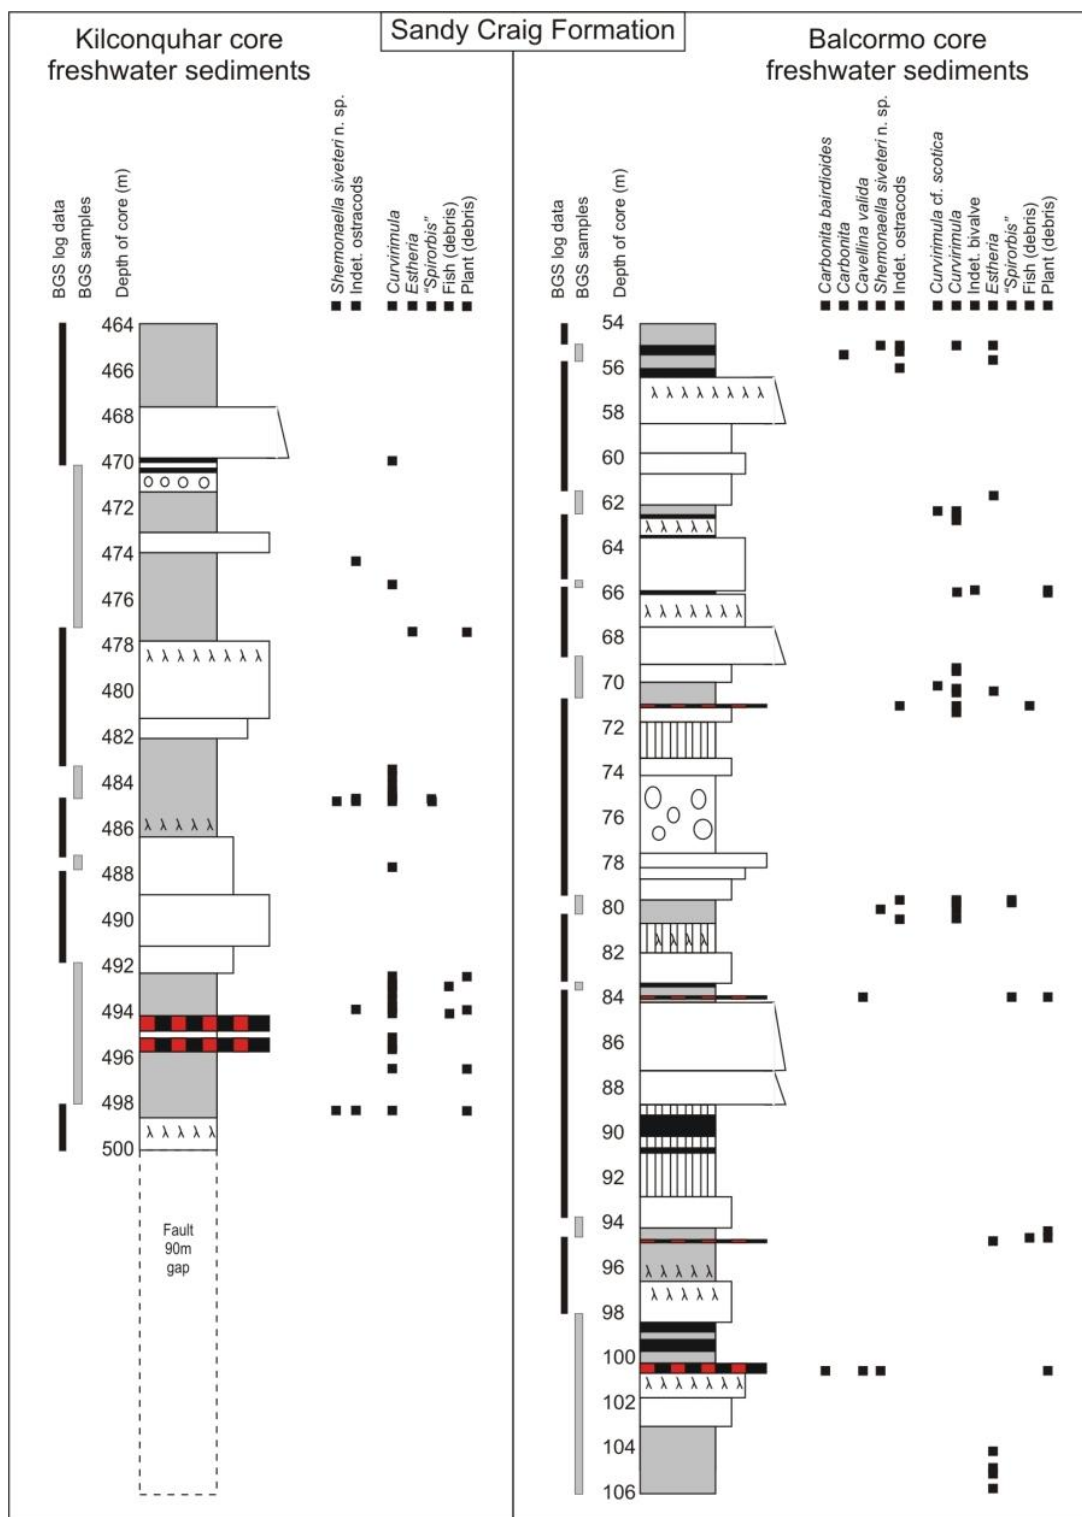 Sandy Craig Formation
Kilconquhar core
freshwater sediments
BGS log data
BGS samples
Depth of core (m)
Shemonaella siveteri n. sp.
Indet. ostracods
Curvirimula
Estheria
"Spirorbis"
Fish (debris)
Plant (debris)
464
466
468
470
472
474
476
478
480
482
484
486
488
490
492
494
496
498
500
Fault
90m
gap
Balcormo core
freshwater sediments
BGS log data
BGS samples
Depth of core (m)
Carbonita bairdioides
Carbonita
Cavellina valida
Shemonaella siveteri n. sp.
Indet. ostracods
Curvirimula cf. scotica
Curvirimula
Indet. bivalve
Estheria
"Spirorbis"
Fish (debris)
Plant (debris)
54
56
58
60
62
64
66
68
70
72
74
76
78
80
82
84
86
88
90
92
94
96
98
100
102
104
106